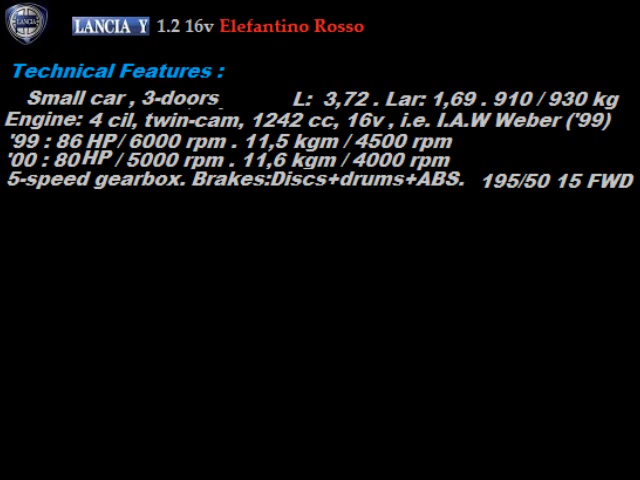 LANCIA
LANCIA Y 1.2 16v Elefantino Rosso
Technical Features :
Small car , 3-doors L: 3,72 . Lar: 1,69 . 910 / 930 kg
Engine: 4 cil, twin-cam, 1242 cc, 16v , i.e. I.A.W Weber ('99)
'99 : 86 HP / 6000 rpm . 11,5 kgm / 4500 rpm
'00 : 80 HP / 5000 rpm . 11,6 kgm / 4000 rpm
5-speed gearbox. Brakes:Discs+drums+ABS. 195/50 15 FWD